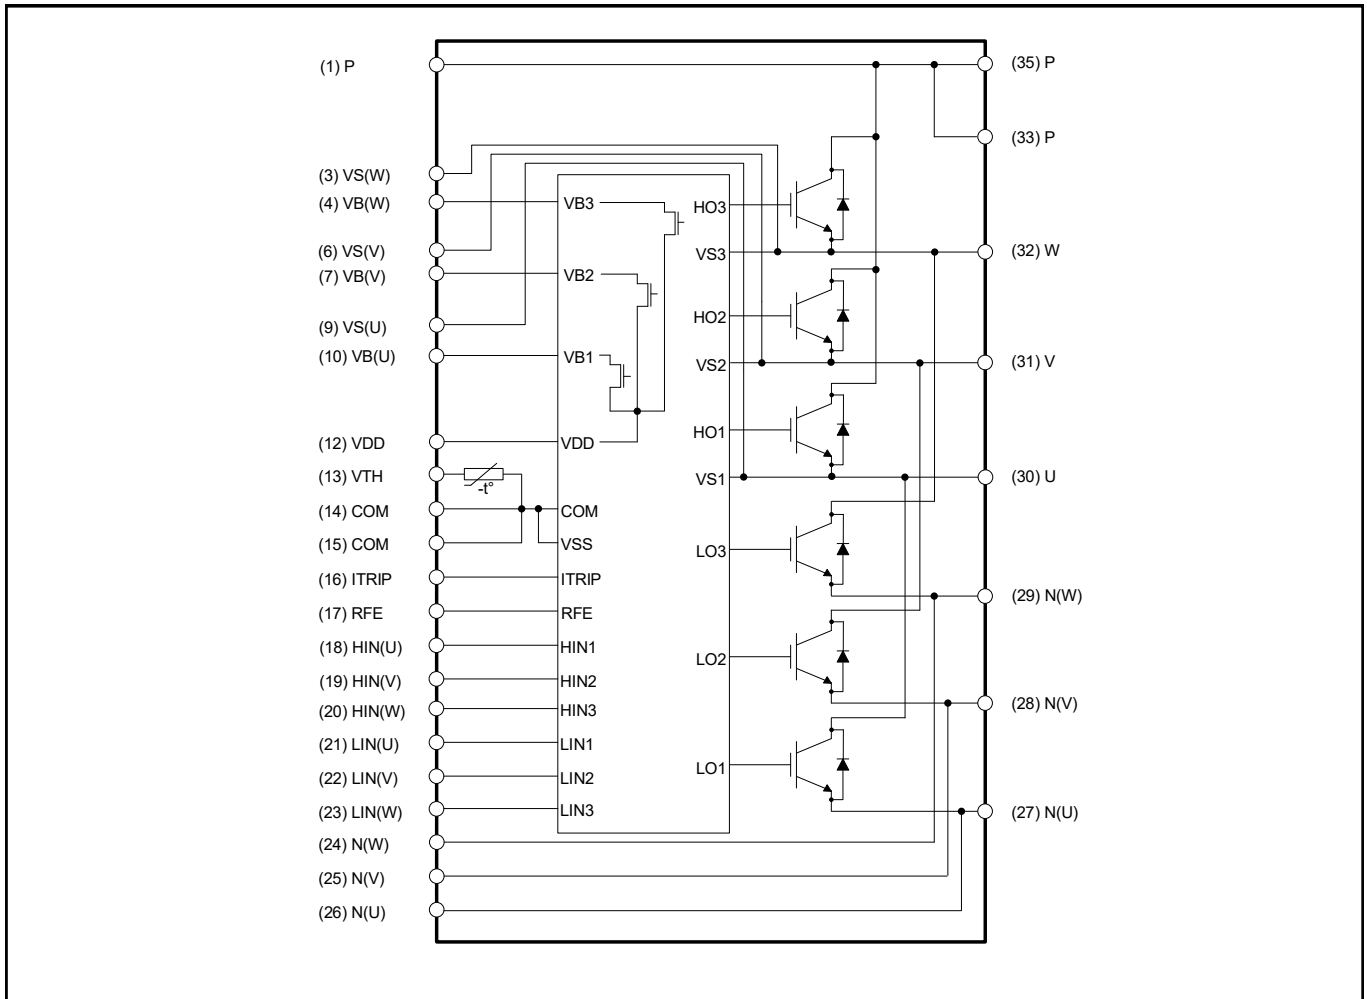 (1) P
(3) VS(W)
(4) VB(W)
(6) VS(V)
(7) VB(V)
(9) VS(U)
(10) VB(U)
(12) VDD
(13) VTH
(14) COM
(15) COM
(16) ITRIP
(17) RFE
(18) HIN(U)
(19) HIN(V)
(20) HIN(W)
(21) LIN(U)
(22) LIN(V)
(23) LIN(W)
(24) N(W)
(25) N(V)
(26) N(U)
-t°
VB3
VB2
VB1
VDD
COM
VSS
ITRIP
RFE
HIN1
HIN2
HIN3
LIN1
LIN2
LIN3
HO3
VS3
HO2
VS2
HO1
VS1
LO3
LO2
LO1
(35) P
(33) P
(32) W
(31) V
(30) U
(29) N(W)
(28) N(V)
(27) N(U)